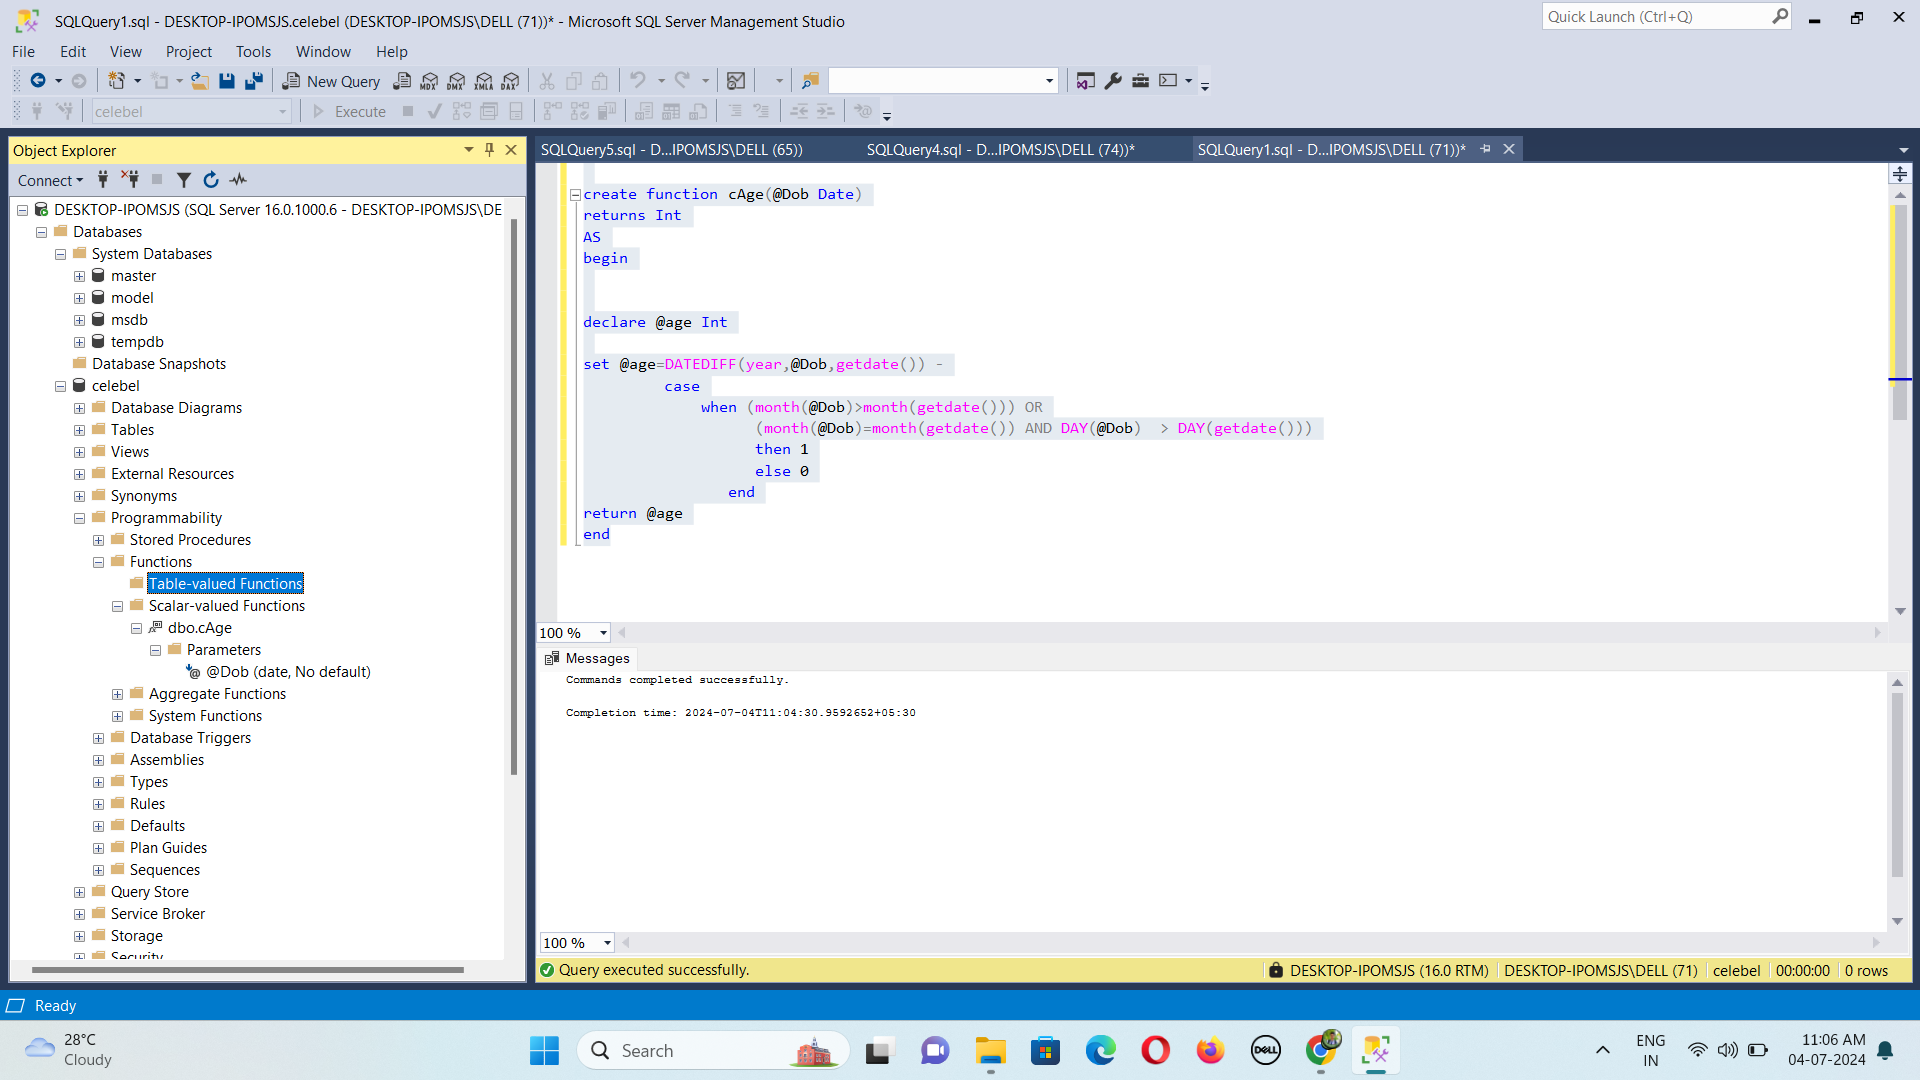 SQLQuery1.sql - DESKTOP-IPOMSJS.celebel (DESKTOP-IPOMSJS\DELL (71))* - Microsoft SQL Server Management Studio
Quick Launch (Ctrl+Q)
File Edit View Project Tools Window Help
New Query
MDX DMX XMLA DAX
celebel
Execute
Object Explorer
Connect
DESKTOP-IPOMSJS (SQL Server 16.0.1000.6 - DESKTOP-IPOMSJS\DE
Databases
System Databases
master
model
msdb
tempdb
Database Snapshots
celebel
Database Diagrams
Tables
Views
External Resources
Synonyms
Programmability
Stored Procedures
Functions
Table-valued Functions
Scalar-valued Functions
dbo.cAge
Parameters
@Dob (date, No default)
Aggregate Functions
System Functions
Database Triggers
Assemblies
Types
Rules
Defaults
Plan Guides
Sequences
Query Store
Service Broker
Storage
Security
SQLQuery5.sql - D...IPOMSJS\DELL (65))
SQLQuery4.sql - D...IPOMSJS\DELL (74))*
SQLQuery1.sql - D...IPOMSJS\DELL (71))*
create function cAge(@Dob Date)
returns Int
AS
begin
declare @age Int
set @age=DATEDIFF(year,@Dob,getdate()) -
case
when (month(@Dob)>month(getdate())) OR
(month(@Dob)=month(getdate()) AND DAY(@Dob)  > DAY(getdate()))
then 1
else 0
end
return @age
end
100 %
Messages
Commands completed successfully.
Completion time: 2024-07-04T11:04:30.9592652+05:30
100 %
Query executed successfully.
DESKTOP-IPOMSJS (16.0 RTM)
DESKTOP-IPOMSJS\DELL (71)
celebel
00:00:00
0 rows
Ready
28°C
Cloudy
Search
DELL
ENG
IN
11:06 AM
04-07-2024